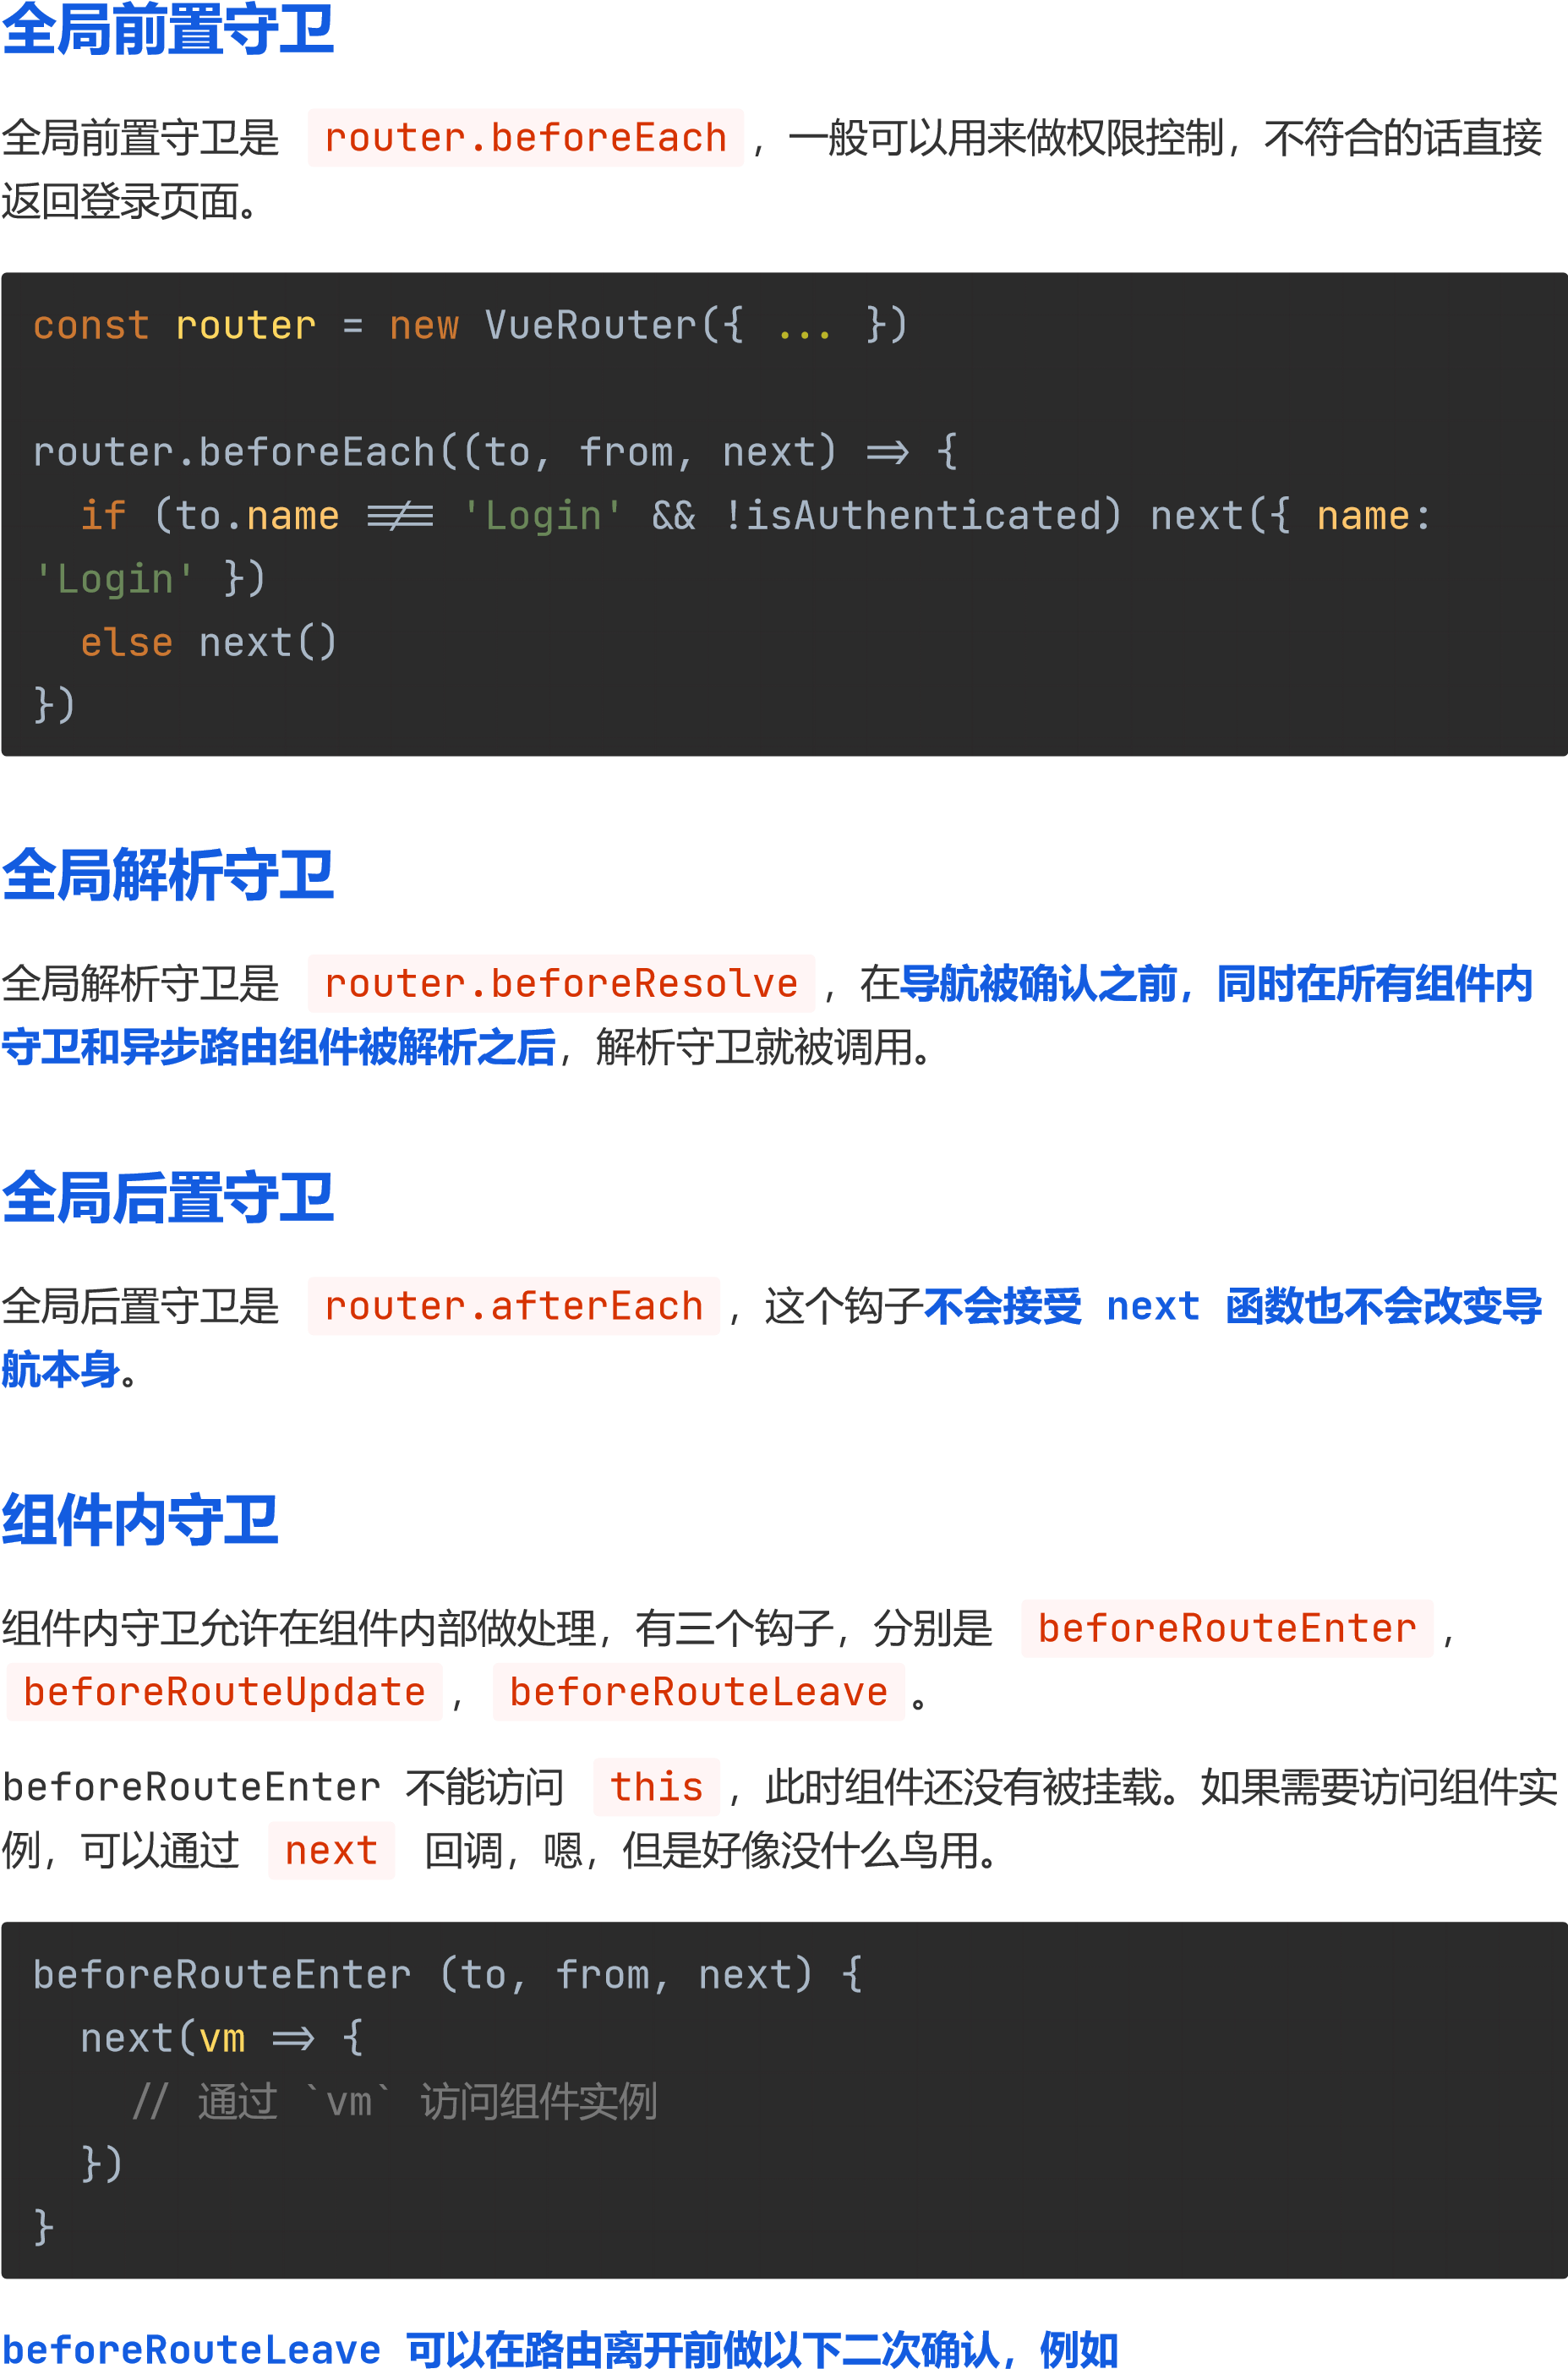 全局前置守卫
全局前置守卫是 router.beforeEach，一般可以用来做权限控制，不符合的话直接
返回登录页面。
const router = new VueRouter({ ... })
router.beforeEach((to, from, next) => {
  if (to.name !== 'Login' && !isAuthenticated) next({ name:
'Login' })
  else next()
})
全局解析守卫
全局解析守卫是 router.beforeResolve，在导航被确认之前，同时在所有组件内
守卫和异步路由组件被解析之后，解析守卫就被调用。
全局后置守卫
全局后置守卫是 router.afterEach，这个钩子不会接受 next 函数也不会改变导
航本身。
组件内守卫
组件内守卫允许在组件内部做处理，有三个钩子，分别是 beforeRouteEnter，
beforeRouteUpdate，beforeRouteLeave。
beforeRouteEnter 不能访问 this，此时组件还没有被挂载。如果需要访问组件实
例，可以通过 next 回调，嗯，但是好像没什么鸟用。
beforeRouteEnter (to, from, next) {
  next(vm => {
    // 通过 `vm` 访问组件实例
  })
}
beforeRouteLeave 可以在路由离开前做以下二次确认，例如